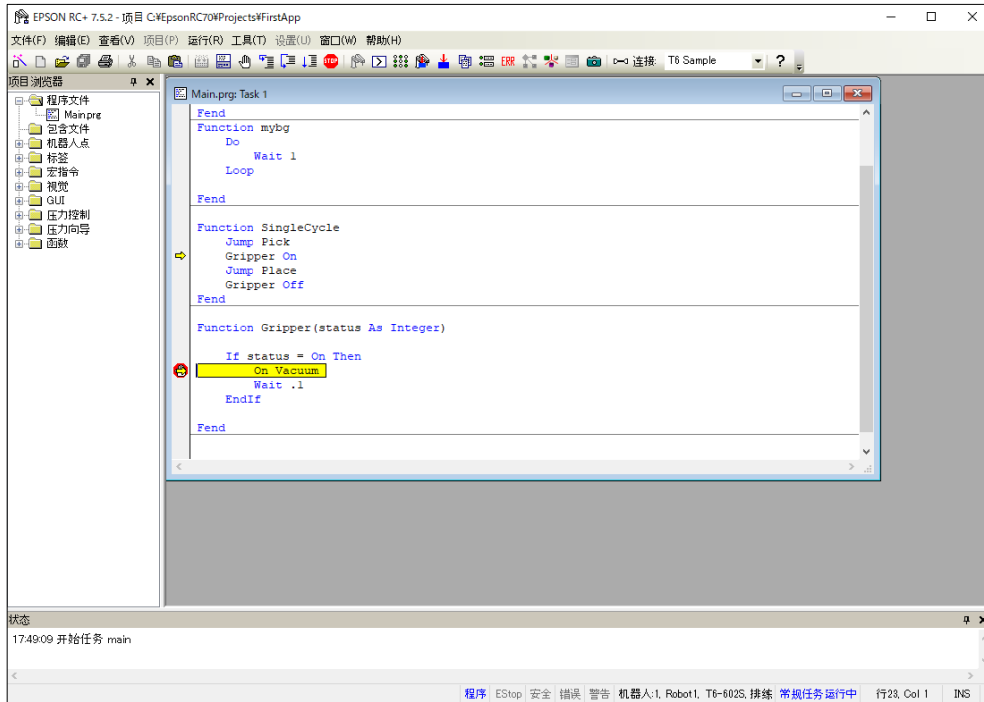 EPSON RC+ 7.5.2 - 项目 C:¥EpsonRC70¥Projects¥FirstApp
文件(F) 编辑(E) 查看(V) 项目(P) 运行(R) 工具(T) 设置(U) 窗口(W) 帮助(H)
STOP ERR 连接: T6 Sample ?
项目浏览器
程序文件
Main.prg
包含文件
机器人点
标签
宏指令
视觉
GUI
压力控制
压力向导
函数
Main.prg: Task 1
Fend
Function mybg
Do
Wait 1
Loop
Fend
Function SingleCycle
Jump Pick
Gripper On
Jump Place
Gripper Off
Fend
Function Gripper(status As Integer)
If status = On Then
On Vacuum
Wait .1
EndIf
Fend
状态
17:49:09 开始任务 main
程序 EStop 安全 错误 警告 机器人:1, Robot1, T6-602S, 排练 常规任务运行中 行23, Col 1 INS